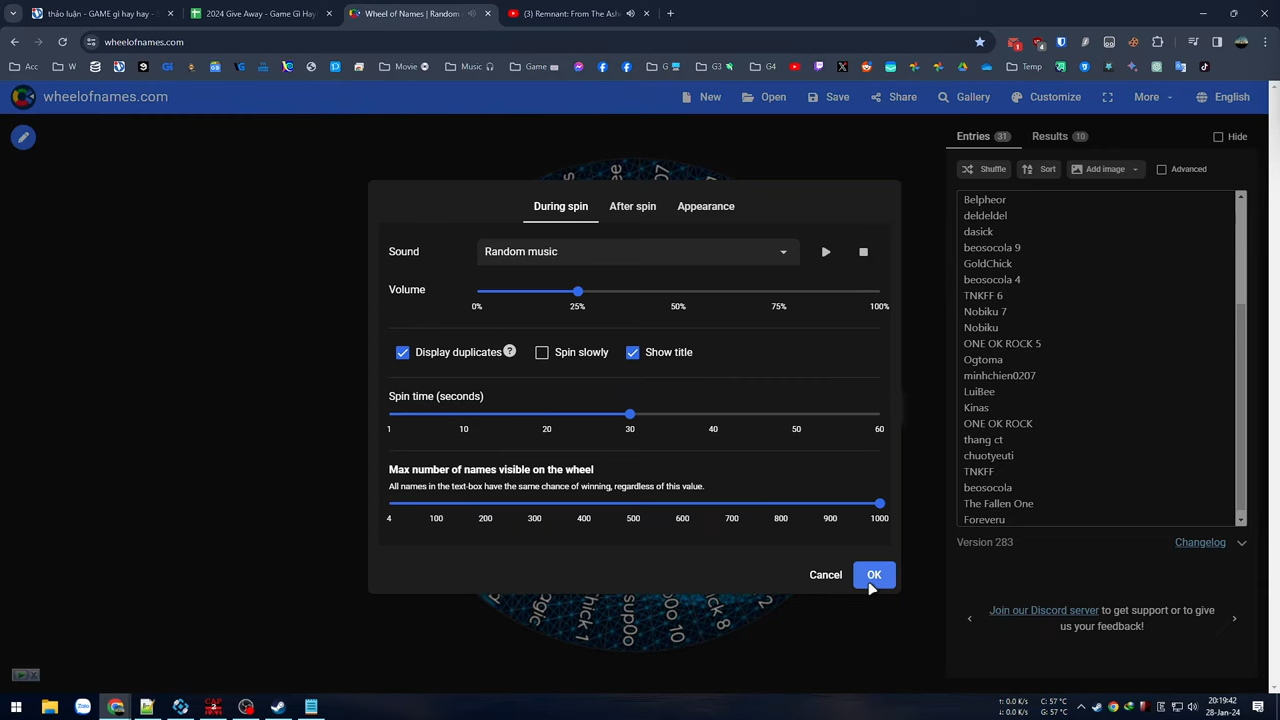 thảo luận - GAME gì hay hay - 
2024 Give Away - Game Gì Hay
Wheel of Names | Random
(3) Remnant: From The Ashe
wheelofnames.com
Acc
W
Movie
Music
Game
G
G3
G4
Temp
wheelofnames.com
New
Open
Save
Share
Gallery
Customize
More
English
Entries 31
Results 10
Hide
Shuffle
Sort
Add image
Advanced
Belpheor
deldeldel
dasick
beosocola 9
GoldChick
beosocola 4
TNKFF 6
Nobiku 7
Nobiku
ONE OK ROCK 5
Ogtoma
minhchien0207
LuiBee
Kinas
ONE OK ROCK
thang ct
chuotyeuti
TNKFF
beosocola
The Fallen One
Foreveru
Version 283
Changelog
Join our Discord server to get support or to give
us your feedback!
During spin
After spin
Appearance
Sound
Random music
Volume
0%
25%
50%
75%
100%
Display duplicates
Spin slowly
Show title
Spin time (seconds)
1
10
20
30
40
50
60
Max number of names visible on the wheel
All names in the text-box have the same chance of winning, regardless of this value.
4
100
200
300
400
500
600
700
800
900
1000
Cancel
OK
↑: 0.0 K/s
↓: 0.0 K/s
C: 57 °C
G: 57 °C
20:19:42
28-Jan-24